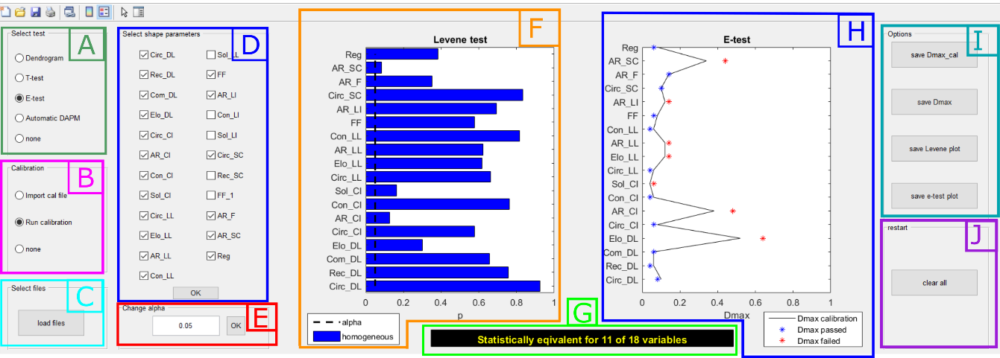 Select test
A
Dendrogram
T-test
E-test
Automatic DAPM
none
Calibration
B
Import cal file
Run calibration
none
Select files
C
load files
Select shape parameters
D
Circ_DL
Rec_DL
Com_DL
Elo_DL
Circ_CI
AR_CI
Con_CI
Sol_CI
Circ_LL
Elo_LL
AR_LL
Con_LL
Sol_LL
FF
AR_LI
Con_LI
Sol_LI
Circ_SC
Rec_SC
FF_1
AR_F
AR_SC
Reg
OK
Change alpha
E
0.05
OK
F
Levene test
Reg
AR_SC
AR_F
Circ_SC
AR_LI
FF
Con_LL
AR_LL
Elo_LL
Circ_LL
Sol_CI
Con_CI
AR_CI
Circ_CI
Elo_DL
Com_DL
Rec_DL
Circ_DL
0 0.2 0.4 0.6 0.8 1
p
alpha
homogeneous
G
Statistically eqivalent for 11 of 18 variables
H
E-test
Reg
AR_SC
AR_F
Circ_SC
AR_LI
FF
Con_LL
AR_LL
Elo_LL
Circ_LL
Sol_CI
Con_CI
AR_CI
Circ_CI
Elo_DL
Com_DL
Rec_DL
Circ_DL
0 0.2 0.4 0.6 0.8 1
Dmax
Dmax calibration
Dmax passed
Dmax failed
Options
I
save Dmax_cal
save Dmax
save Levene plot
save e-test plot
restart
J
clear all